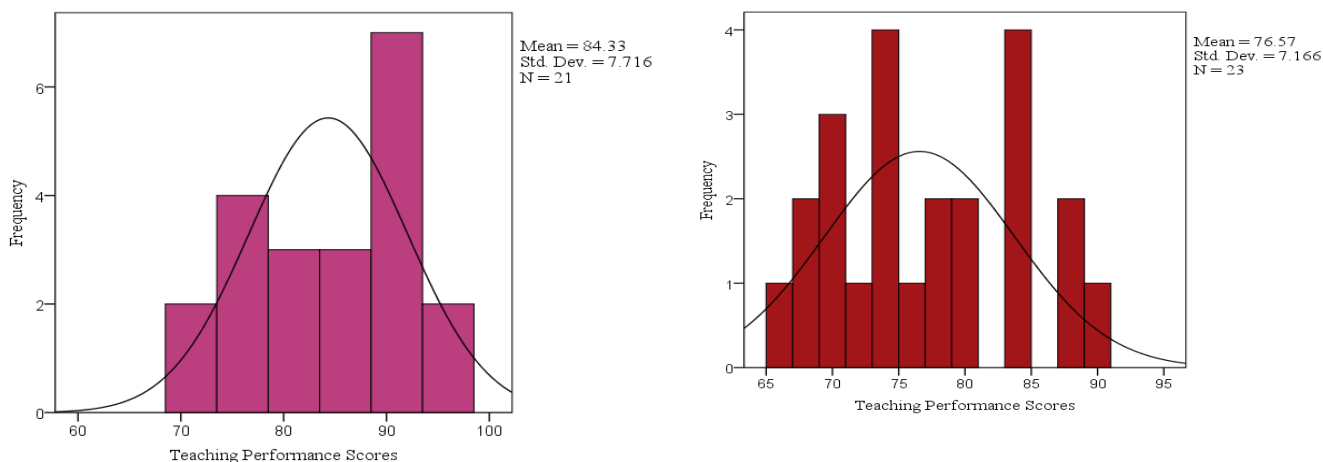 Mean = 84.33
Std. Dev. = 7.716
N = 21
Frequency
6
4
2
0
60 70 80 90 100
Teaching Performance Scores
Mean = 76.57
Std. Dev. = 7.166
N = 23
Frequency
4
3
2
1
0
65 70 75 80 85 90 95
Teaching Performance Scores